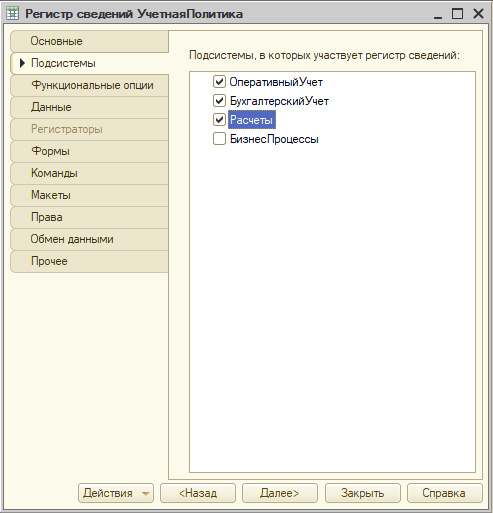 Регистр сведений УчетнаяПолитика
Основные
Подсистемы
Функциональные опции
Данные
Регистраторы
Формы
Команды
Макеты
Права
Обмен данными
Прочее
Подсистемы, в которых участвует регистр сведений:
ОперативныйУчет
БухгалтерскийУчет
Расчеты
БизнесПроцессы
Действия
<Назад
Далее>
Закрыть
Справка